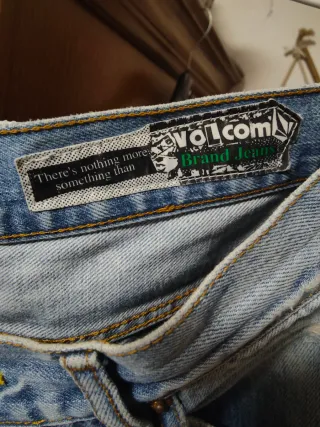 There's nothing more
something than
Volcom
Brand Jeans